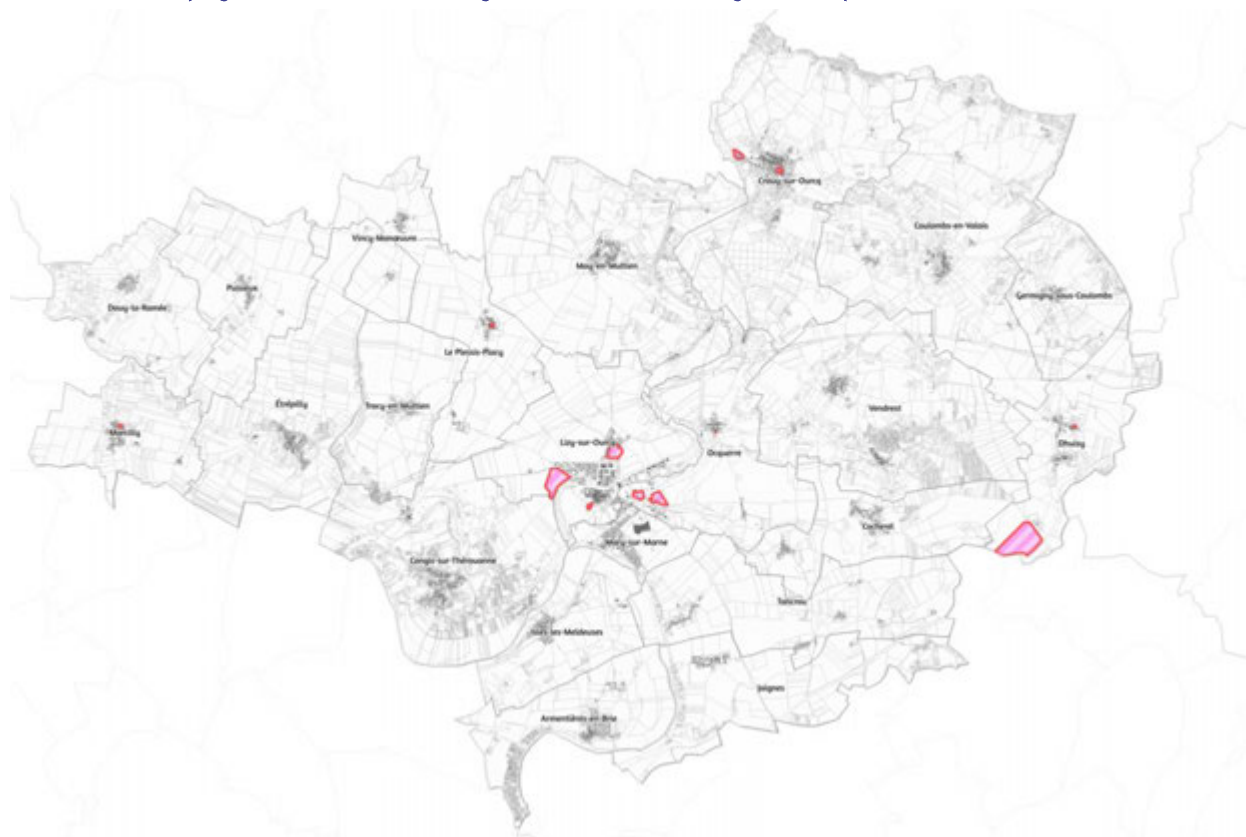 Crouy-sur-Ourcq
Coulombs-en-Valois
Vincy-Manœuvre
May-en-Multien
Puisieux
Germigny-sous-Coulombs
Douy-la-Ramée
Le Plessis-Placy
Étrépilly
Trocy-en-Multien
Vendrest
Marcilly
Lizy-sur-Ourcq
Dhuisy
Ocquerre
Cocherel
Mary-sur-Marne
Congis-sur-Thérouanne
Tancrou
Isles-les-Meldeuses
Jaignes
Armentières-en-Brie